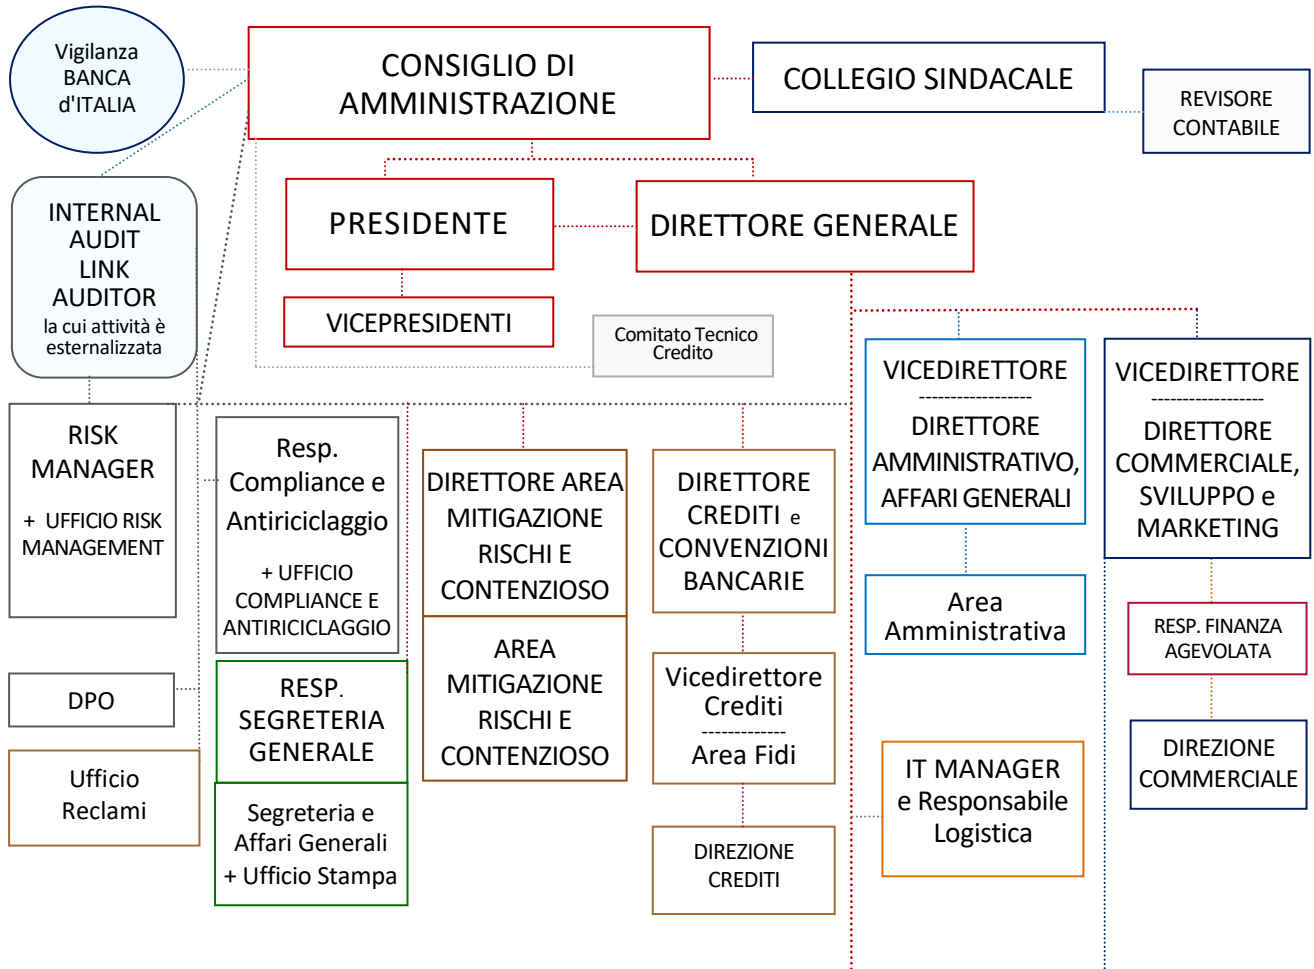 Vigilanza
BANCA
d'ITALIA
CONSIGLIO DI
AMMINISTRAZIONE
COLLEGIO SINDACALE
REVISORE
CONTABILE
INTERNAL
AUDIT
LINK
AUDITOR
la cui attività è
esternalizzata
PRESIDENTE
DIRETTORE GENERALE
VICEPRESIDENTI
Comitato Tecnico
Credito
VICEDIRETTORE
------------------
DIRETTORE
AMMINISTRATIVO,
AFFARI GENERALI
VICEDIRETTORE
------------------
DIRETTORE
COMMERCIALE,
SVILUPPO e
MARKETING
RISK
MANAGER
+ UFFICIO RISK
MANAGEMENT
Resp.
Compliance e
Antiriciclaggio
+ UFFICIO
COMPLIANCE E
ANTIRICICLAGGIO
DIRETTORE AREA
MITIGAZIONE
RISCHI E
CONTENZIOSO
DIRETTORE
CREDITI e
CONVENZIONI
BANCARIE
Area
Amministrativa
RESP. FINANZA
AGEVOLATA
AREA
MITIGAZIONE
RISCHI E
CONTENZIOSO
Vicedirettore
Crediti
-------------
Area Fidi
DPO
RESP.
SEGRETERIA
GENERALE
DIREZIONE
COMMERCIALE
Ufficio
Reclami
Segreteria e
Affari Generali
+ Ufficio Stampa
IT MANAGER
e Responsabile
Logistica
DIREZIONE
CREDITI